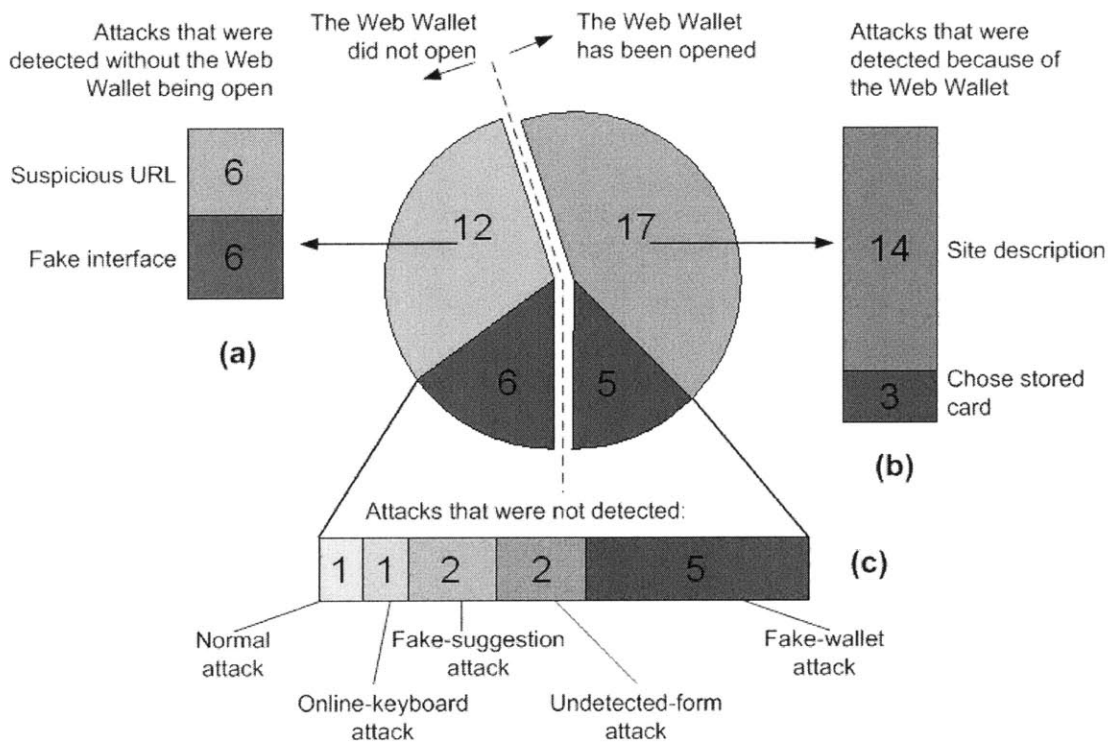 Attacks that were
detected without the Web
Wallet being open
The Web Wallet
did not open
The Web Wallet
has been opened
Attacks that were
detected because of
the Web Wallet
Suspicious URL
6
Fake interface
6
(a)
12
17
6
5
14
Site description
3
Chose stored
card
(b)
Attacks that were not detected:
1
1
2
2
5
(c)
Normal
attack
Online-keyboard
attack
Fake-suggestion
attack
Undetected-form
attack
Fake-wallet
attack